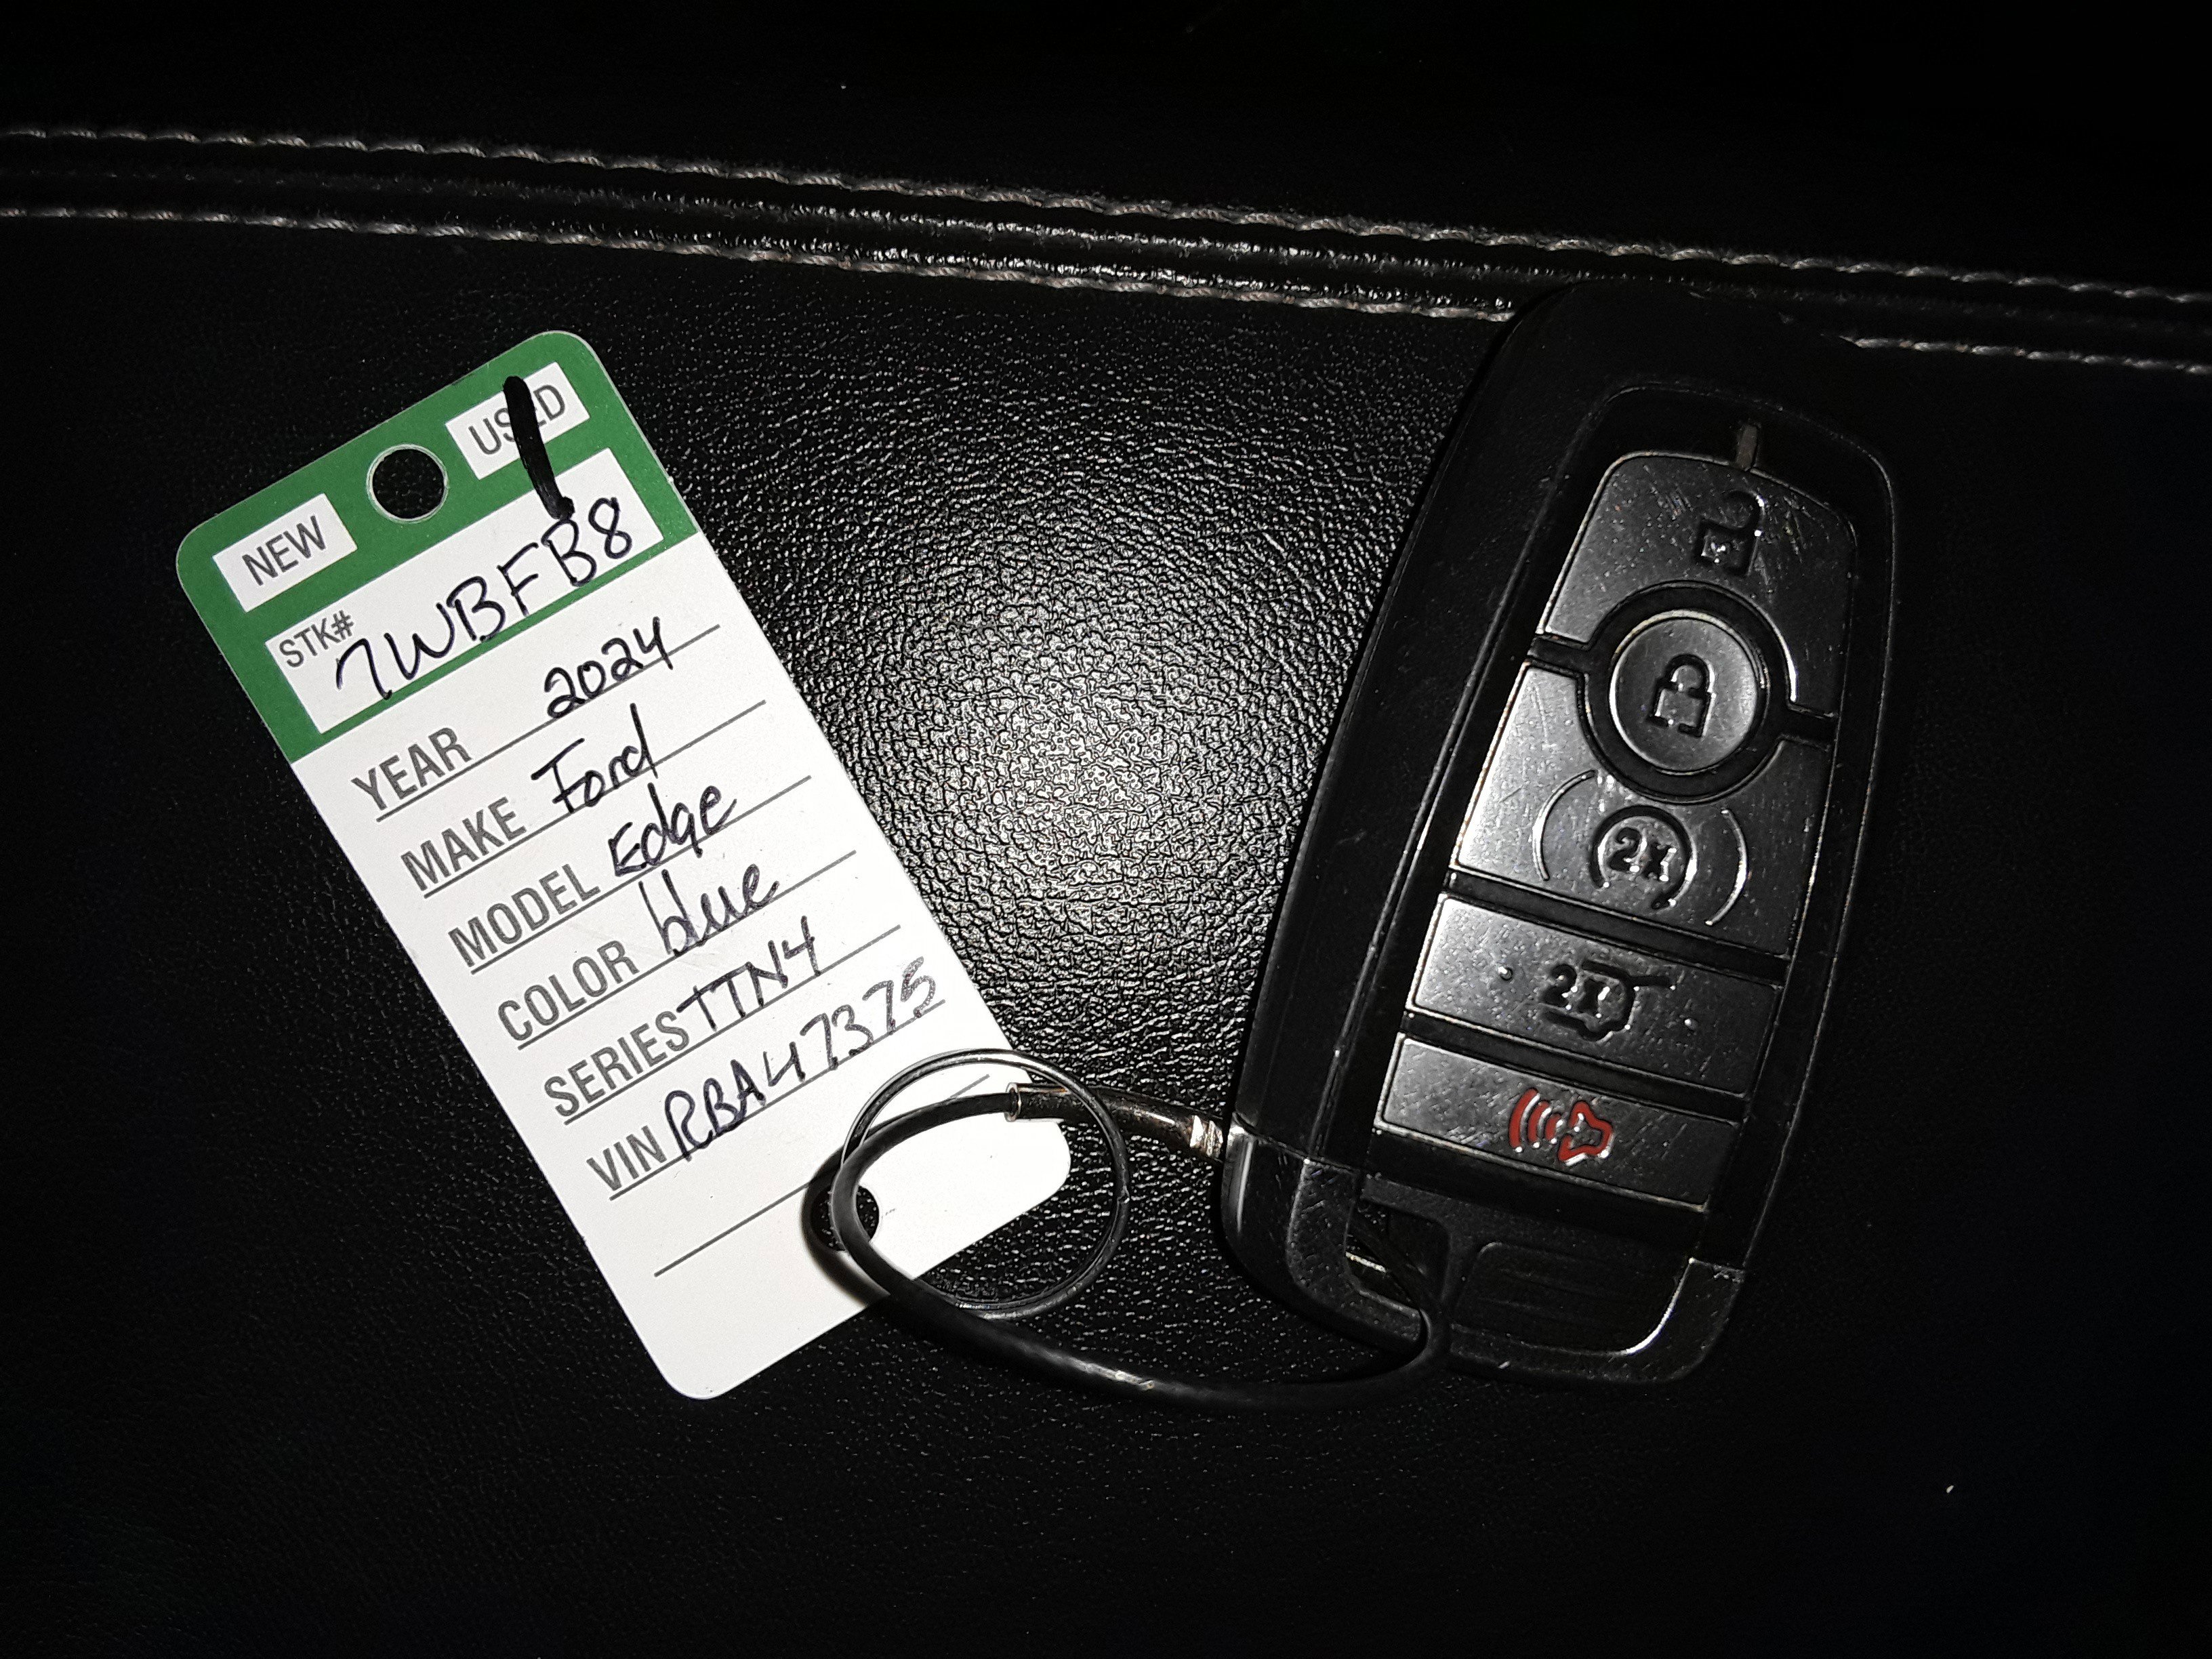 NEW USED
STK# 7WBFB8
YEAR 2024
MAKE Ford
MODEL Edge
COLOR blue
SERIES TTN4
VIN RBA47375
2X
2X